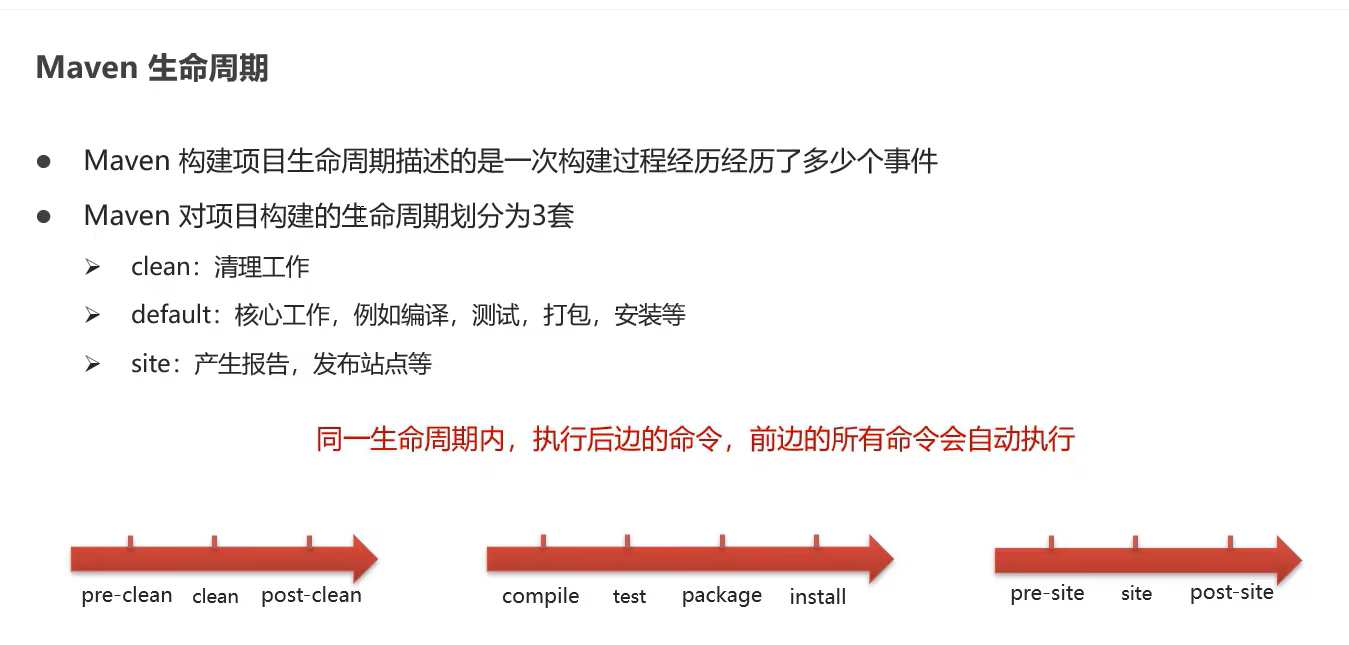 Maven 生命周期
● Maven 构建项目生命周期描述的是一次构建过程经历经历了多少个事件
● Maven 对项目构建的生命周期划分为3套
➢ clean：清理工作
➢ default：核心工作，例如编译，测试，打包，安装等
➢ site：产生报告，发布站点等
同一生命周期内，执行后边的命令，前边的所有命令会自动执行
pre-clean clean post-clean compile test package install pre-site site post-site